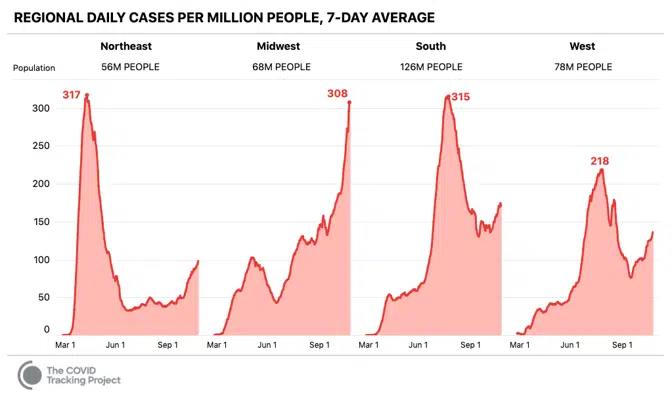 REGIONAL DAILY CASES PER MILLION PEOPLE, 7-DAY AVERAGE
Northeast Midwest South West
Population 56M PEOPLE 68M PEOPLE 126M PEOPLE 78M PEOPLE
317 308 315 218
300
250
200
150
100
50
0
Mar 1 Jun 1 Sep 1 Mar 1 Jun 1 Sep 1 Mar 1 Jun 1 Sep 1 Mar 1 Jun 1 Sep 1
The COVID
Tracking Project